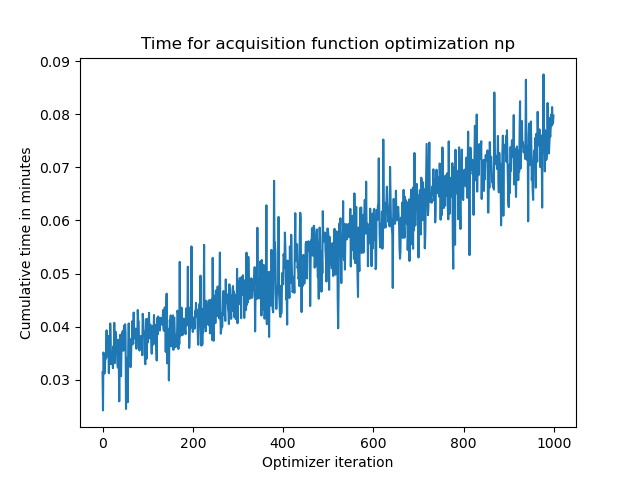 Time for acquisition function optimization np
0.09
0.08
0.07
0.06
0.05
0.04
0.03
Cumulative time in minutes
0 200 400 600 800 1000
Optimizer iteration